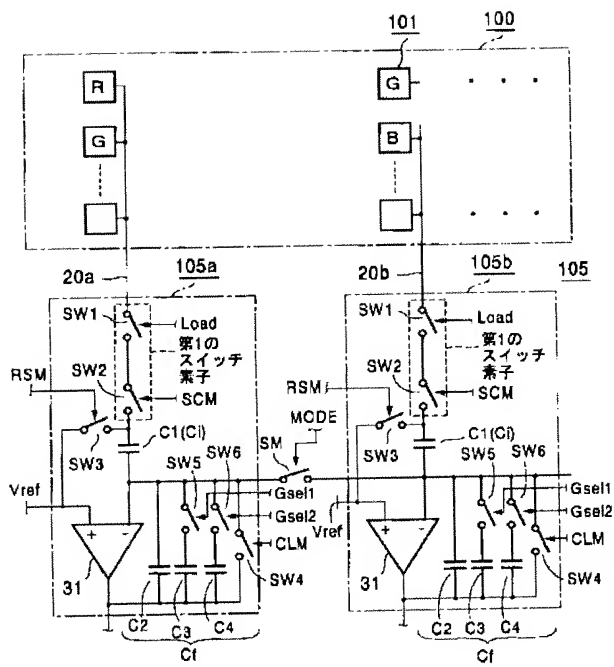 101
100
R
G
G
B
20a
105a
20b
105b
105
SW1
Load
第1の
スイッチ
素子
RSM
SW2
SCM
SW3
C1(Ci)
MODE
SM
SW5
SW6
Gsel1
Gsel2
CLM
Vref
31
SW4
C2
C3
C4
Cf
SW1
Load
第1の
スイッチ
素子
RSM
SW2
SCM
SW3
C1(Ci)
SW5
SW6
Gsel1
Gsel2
CLM
Vref
31
SW4
C2
C3
C4
Cf
+
-
+
-